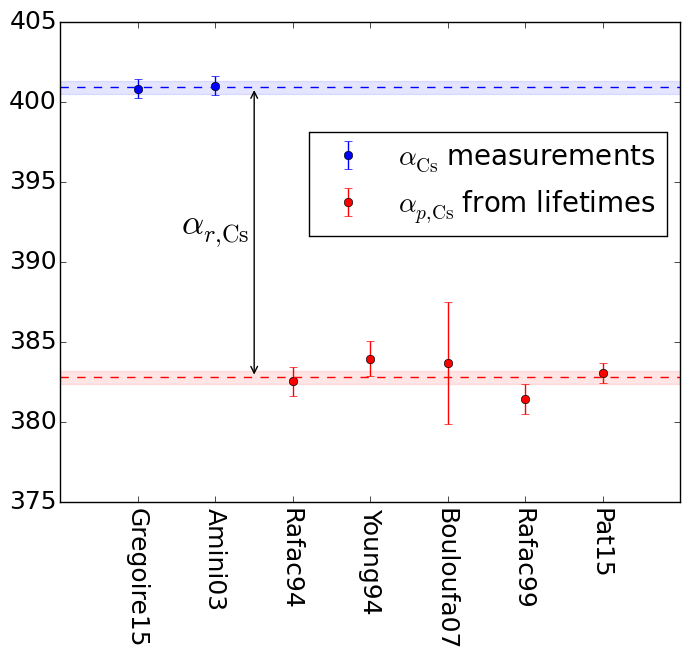 405
400
395
390
385
380
375
α_Cs measurements
α_p,Cs from lifetimes
α_r,Cs
Gregoire15
Amini03
Rafac94
Young94
Bouloufa07
Rafac99
Pat15